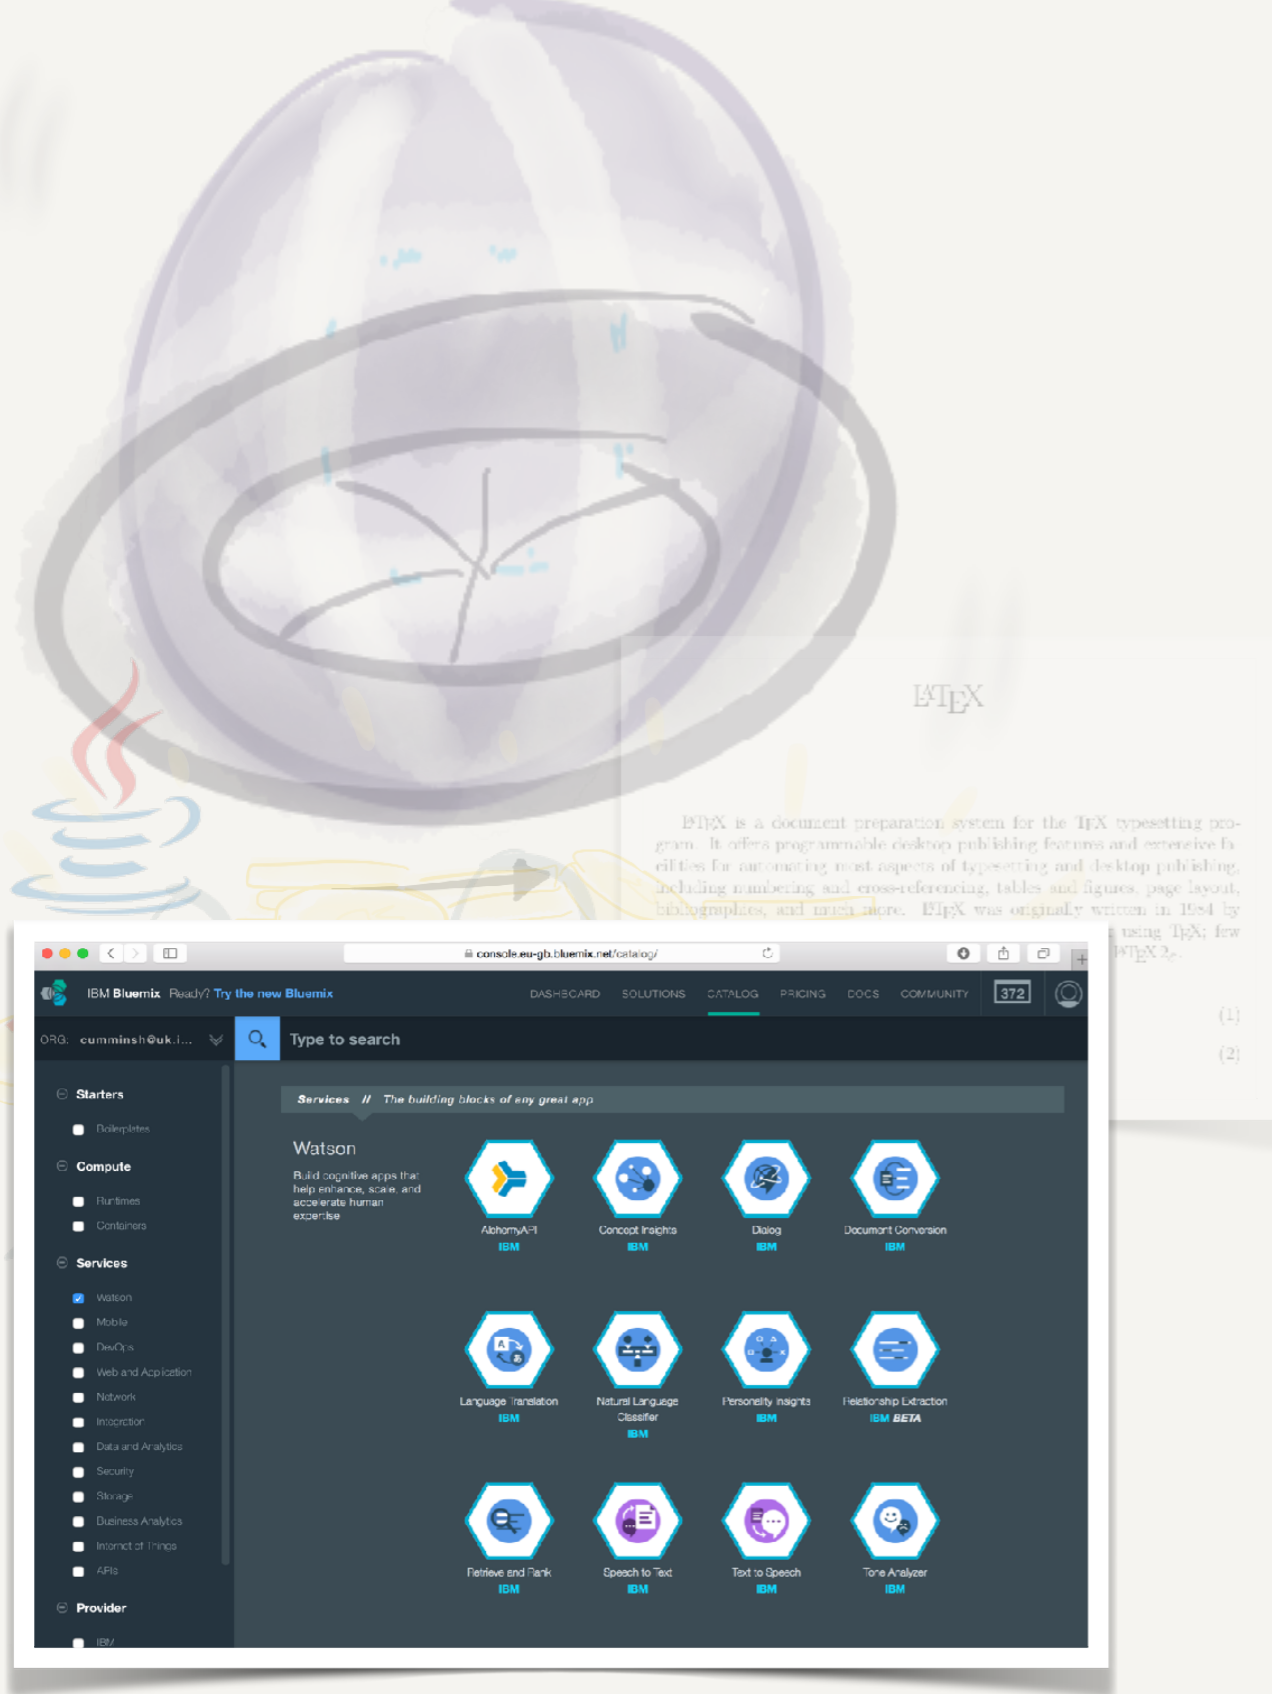 LATEX
LATEX is a document preparation system for the TEX typesetting pro-
gram. It offers programmable desktop publishing features and extensive fa-
cilities for automating most aspects of typesetting and desktop publishing,
including numbering and cross-referencing, tables and figures, page layout,
bibliographies, and much more. LATEX was originally written in 1984 by
using TEX; few
LATEX 2ε.
(1)
(2)
console.eu-gb.bluemix.net/catalog/
IBM Bluemix Ready? Try the new Bluemix
DASHBOARD SOLUTIONS CATALOG PRICING DOCS COMMUNITY 372
ORG: cumminsh@uk.i...
Type to search
Starters
Boilerplates
Compute
Runtimes
Containers
Services
Watson
Mobile
DevOps
Web and Application
Network
Integration
Data and Analytics
Security
Storage
Business Analytics
Internet of Things
APIs
Provider
IBM
Services // The building blocks of any great app
Watson
Build cognitive apps that
help enhance, scale, and
accelerate human
expertise
AlchemyAPI
IBM
Concept Insights
IBM
Dialog
IBM
Document Conversion
IBM
Language Translation
IBM
Natural Language
Classifier
IBM
Personality Insights
IBM
Relationship Extraction
IBM BETA
Retrieve and Rank
IBM
Speech to Text
IBM
Text to Speech
IBM
Tone Analyzer
IBM